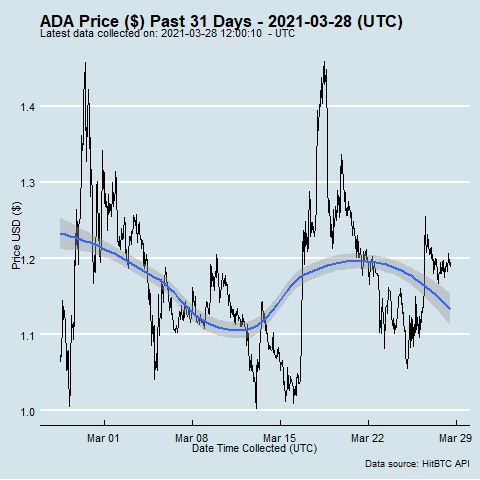 ADA Price ($) Past 31 Days - 2021-03-28 (UTC)
Latest data collected on: 2021-03-28 12:00:10 - UTC
Price USD ($)
1.4
1.3
1.2
1.1
1.0
Mar 01 Mar 08 Mar 15 Mar 22 Mar 29
Date Time Collected (UTC)
Data source: HitBTC API